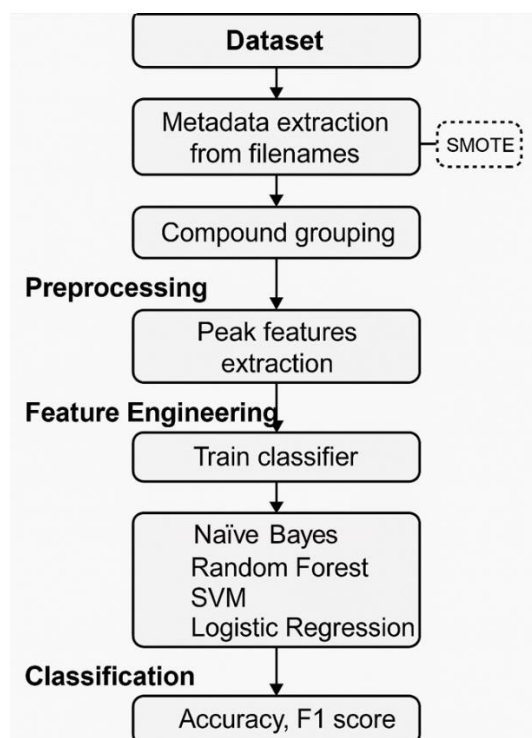 Dataset
Metadata extraction
from filenames
SMOTE
Compound grouping
Preprocessing
Peak features
extraction
Feature Engineering
Train classifier
Naïve Bayes
Random Forest
SVM
Logistic Regression
Classification
Accuracy, F1 score